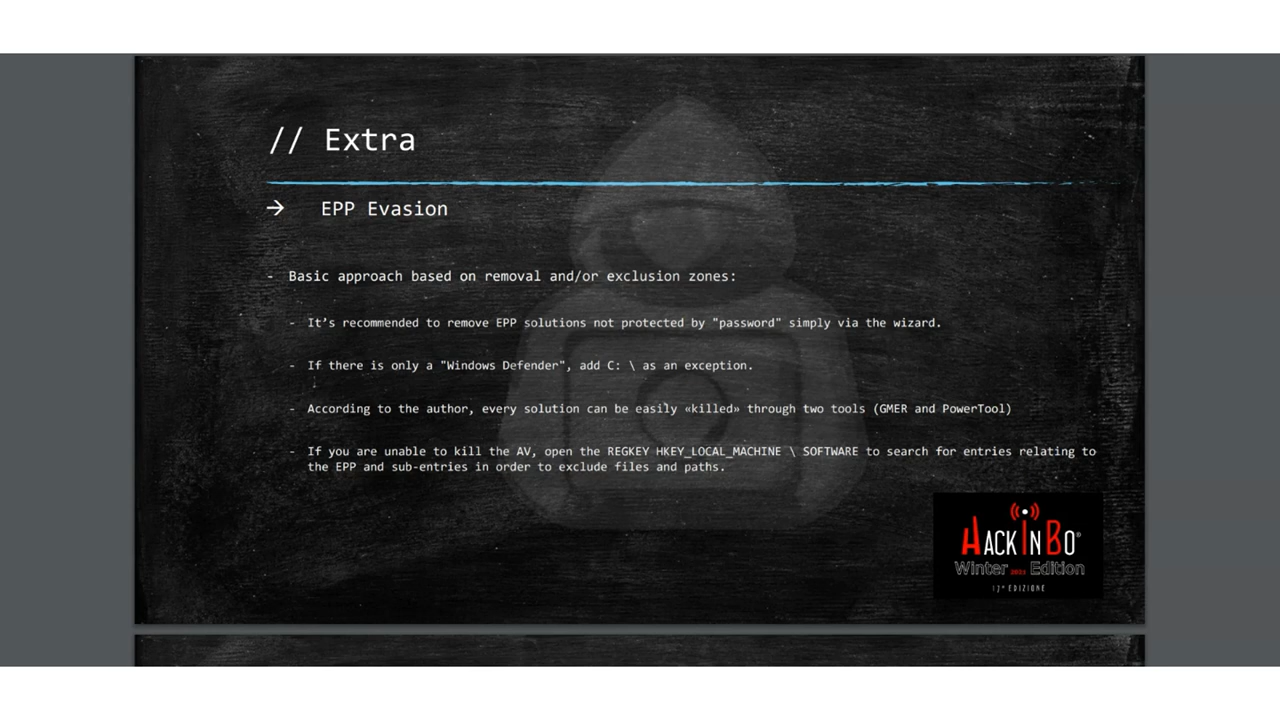 // Extra
→ EPP Evasion
- Basic approach based on removal and/or exclusion zones:
- It’s recommended to remove EPP solutions not protected by "password" simply via the wizard.
- If there is only a "Windows Defender", add C: \ as an exception.
- According to the author, every solution can be easily «killed» through two tools (GMER and PowerTool)
- If you are unable to kill the AV, open the REGKEY HKEY_LOCAL_MACHINE \ SOFTWARE to search for entries relating to
the EPP and sub-entries in order to exclude files and paths.
HACKINBO®
Winter 2021 Edition
17ª EDIZIONE